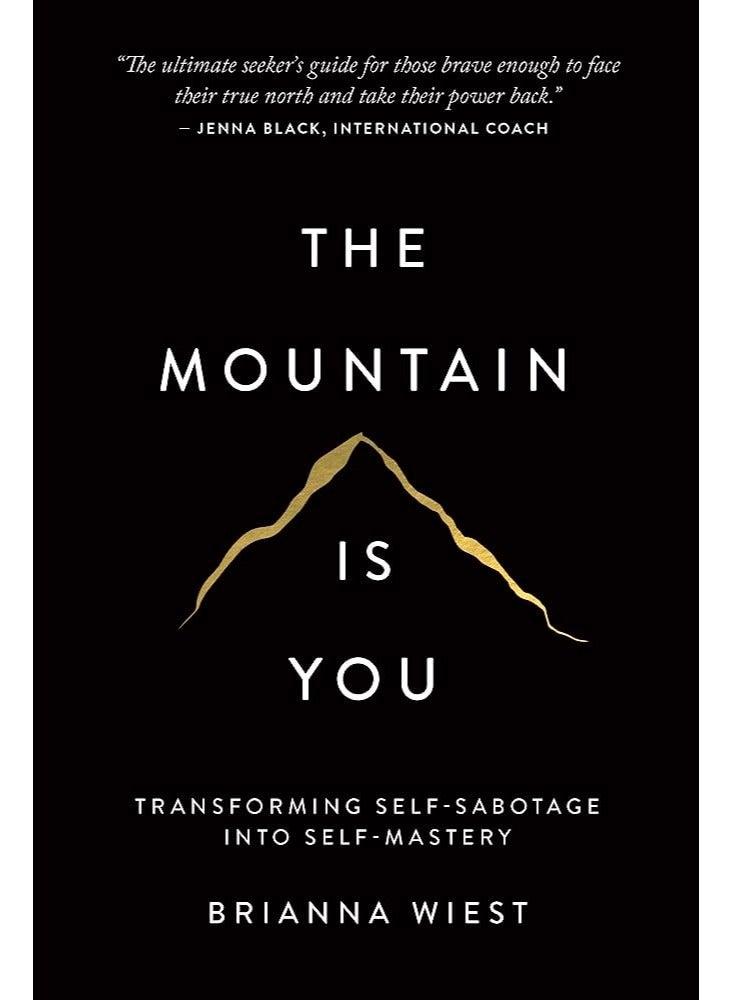 “The ultimate seeker’s guide for those brave enough to face
their true north and take their power back.”
– JENNA BLACK, INTERNATIONAL COACH
THE
MOUNTAIN
IS
YOU
TRANSFORMING SELF-SABOTAGE
INTO SELF-MASTERY
BRIANNA WIEST